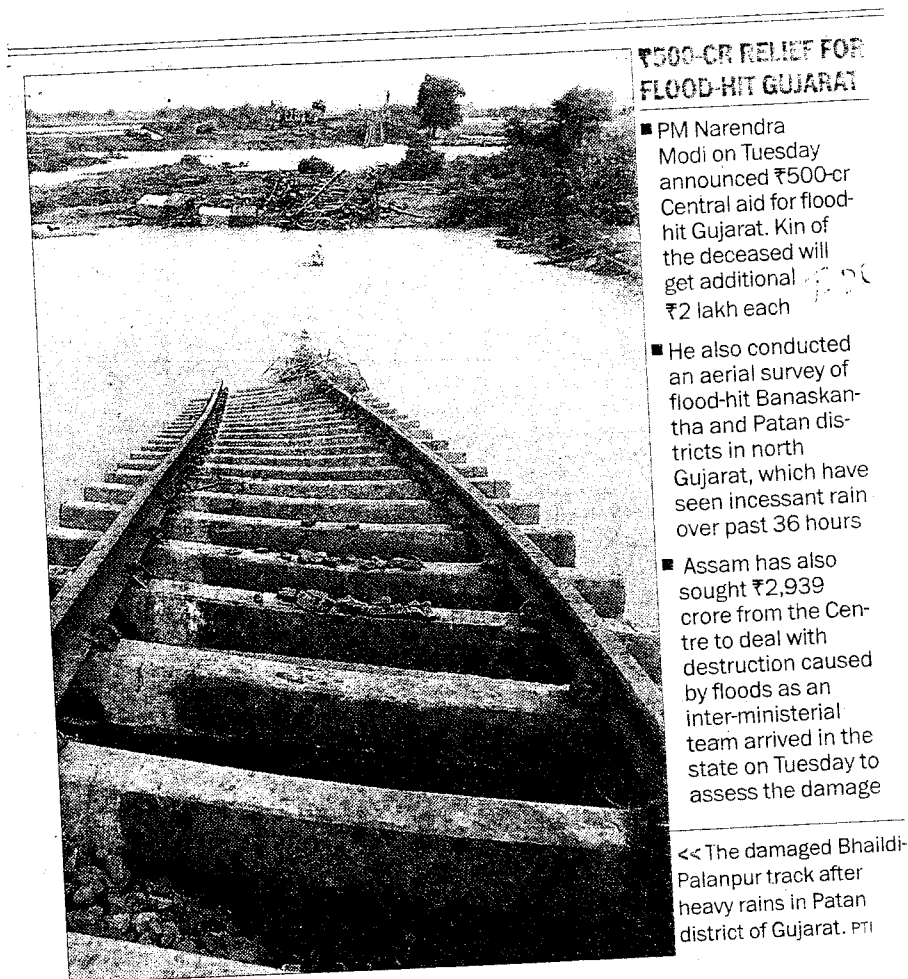 ₹500-CR RELIEF FOR
FLOOD-HIT GUJARAT
■ PM Narendra
Modi on Tuesday
announced ₹500-cr
Central aid for flood-
hit Gujarat. Kin of
the deceased will
get additional
₹2 lakh each
■ He also conducted
an aerial survey of
flood-hit Banaskan-
tha and Patan dis-
tricts in north
Gujarat, which have
seen incessant rain
over past 36 hours
■ Assam has also
sought ₹2,939
crore from the Cen-
tre to deal with
destruction caused
by floods as an
inter-ministerial
team arrived in the
state on Tuesday to
assess the damage
<< The damaged Bhaildi-
Palanpur track after
heavy rains in Patan
district of Gujarat. PTI